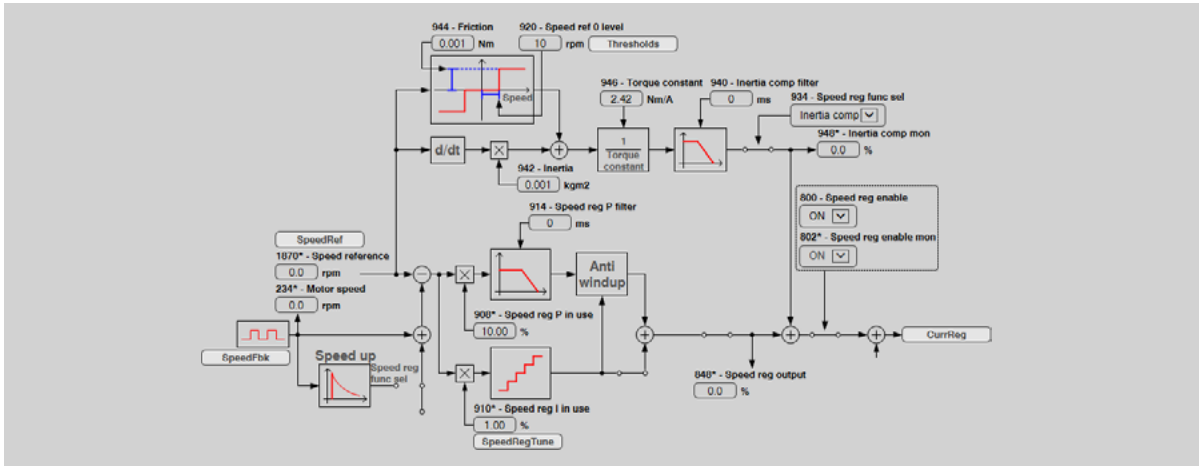 944 - Friction
0.001 Nm
920 - Speed ref 0 level
10 rpm
Thresholds
Speed
946 - Torque constant
2.42 Nm/A
940 - Inertia comp filter
0 ms
934 - Speed reg func sel
Inertia comp
948* - Inertia comp mon
0.0 %
d/dt
1
Torque
constant
942 - Inertia
0.001 kgm2
914 - Speed reg P filter
0 ms
800 - Speed reg enable
ON
802* - Speed reg enable mon
ON
SpeedRef
1870* - Speed reference
0.0 rpm
234* - Motor speed
0.0 rpm
Anti
windup
908* - Speed reg P in use
10.00 %
SpeedFbk
Speed up
Speed reg
func sel
CurrReg
848* - Speed reg output
0.0 %
910* - Speed reg I in use
1.00 %
SpeedRegTune